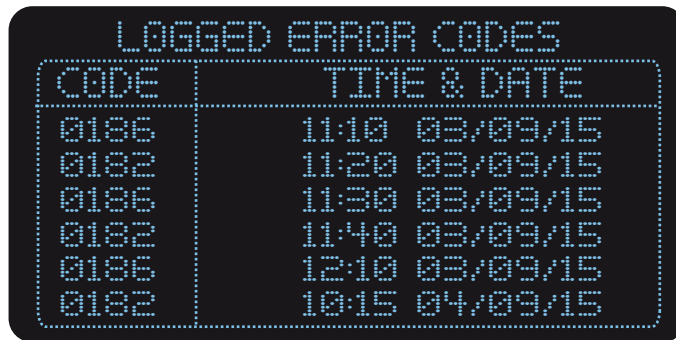 LOGGED ERROR CODES
CODE TIME & DATE
0186 11:10 03/09/15
0182 11:20 03/09/15
0186 11:30 03/09/15
0182 11:40 03/09/15
0186 12:10 03/09/15
0182 10:15 04/09/15